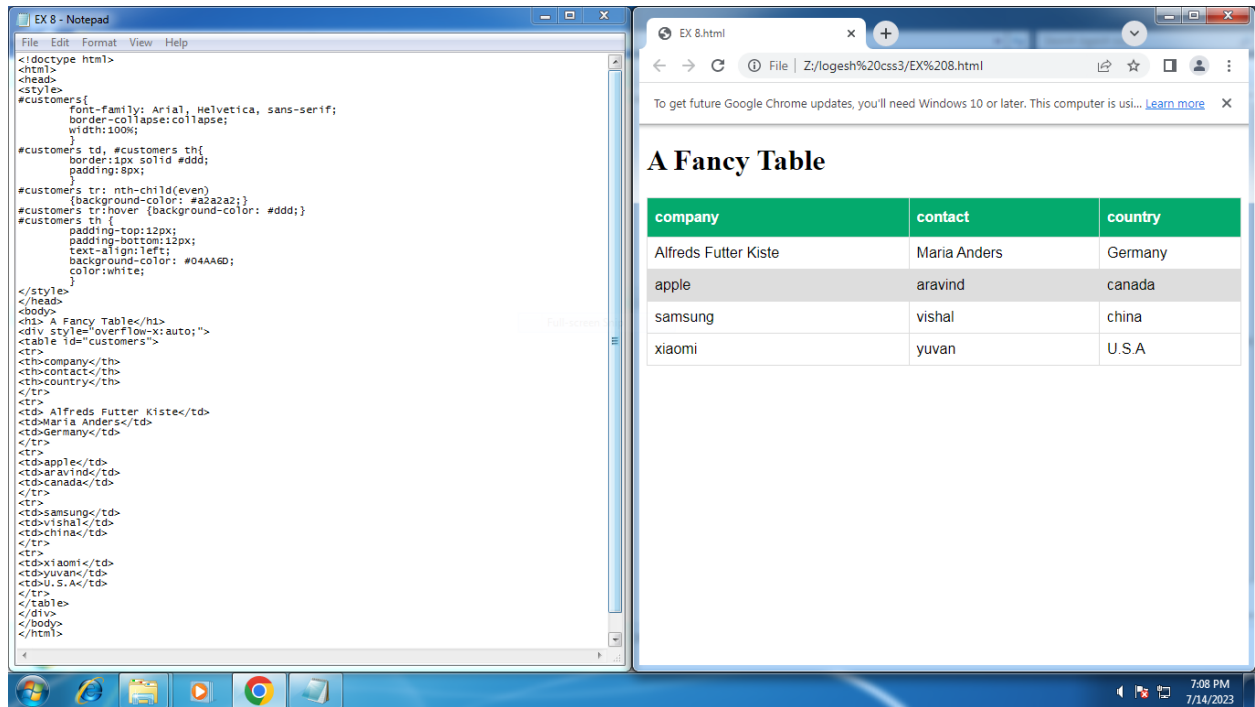 EX 8 - Notepad
File Edit Format View Help
<!doctype html>
<html>
<head>
<style>
#customers{
font-family: Arial, Helvetica, sans-serif;
border-collapse:collapse;
width:100%;
}
#customers td, #customers th{
border:1px solid #ddd;
padding:8px;
}
#customers tr: nth-child(even)
{background-color: #a2a2a2;}
#customers tr:hover {background-color: #ddd;}
#customers th {
padding-top:12px;
padding-bottom:12px;
text-align:left;
background-color: #04AA6D;
color:white;
}
</style>
</head>
<body>
<h1> A Fancy Table</h1>
<div style="overflow-x:auto;">
<table id="customers">
<tr>
<th>company</th>
<th>contact</th>
<th>country</th>
</tr>
<tr>
<td> Alfreds Futter Kiste</td>
<td>Maria Anders</td>
<td>Germany</td>
</tr>
<tr>
<td>apple</td>
<td>aravind</td>
<td>canada</td>
</tr>
<tr>
<td>samsung</td>
<td>vishal</td>
<td>china</td>
</tr>
<tr>
<td>xiaomi</td>
<td>yuvan</td>
<td>U.S.A</td>
</tr>
</table>
</div>
</body>
</html>
EX 8.html
File Z:/logesh%20css3/EX%208.html
To get future Google Chrome updates, you'll need Windows 10 or later. This computer is usi... Learn more
A Fancy Table
company contact country
Alfreds Futter Kiste Maria Anders Germany
apple aravind canada
samsung vishal china
xiaomi yuvan U.S.A
7:08 PM
7/14/2023